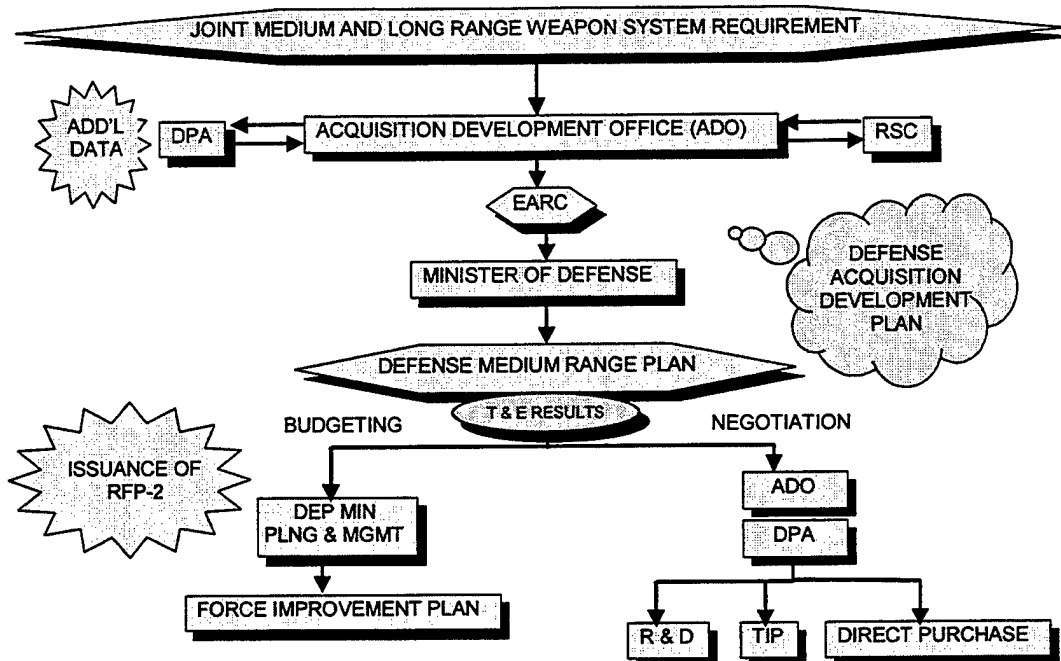 JOINT MEDIUM AND LONG RANGE WEAPON SYSTEM REQUIREMENT
ADD'L
DATA
DPA
ACQUISITION DEVELOPMENT OFFICE (ADO)
RSC
EARC
MINISTER OF DEFENSE
DEFENSE
ACQUISITION
DEVELOPMENT
PLAN
DEFENSE MEDIUM RANGE PLAN
T & E RESULTS
BUDGETING
NEGOTIATION
ISSUANCE OF
RFP-2
DEP MIN
PLNG & MGMT
ADO
DPA
FORCE IMPROVEMENT PLAN
R & D
TIP
DIRECT PURCHASE